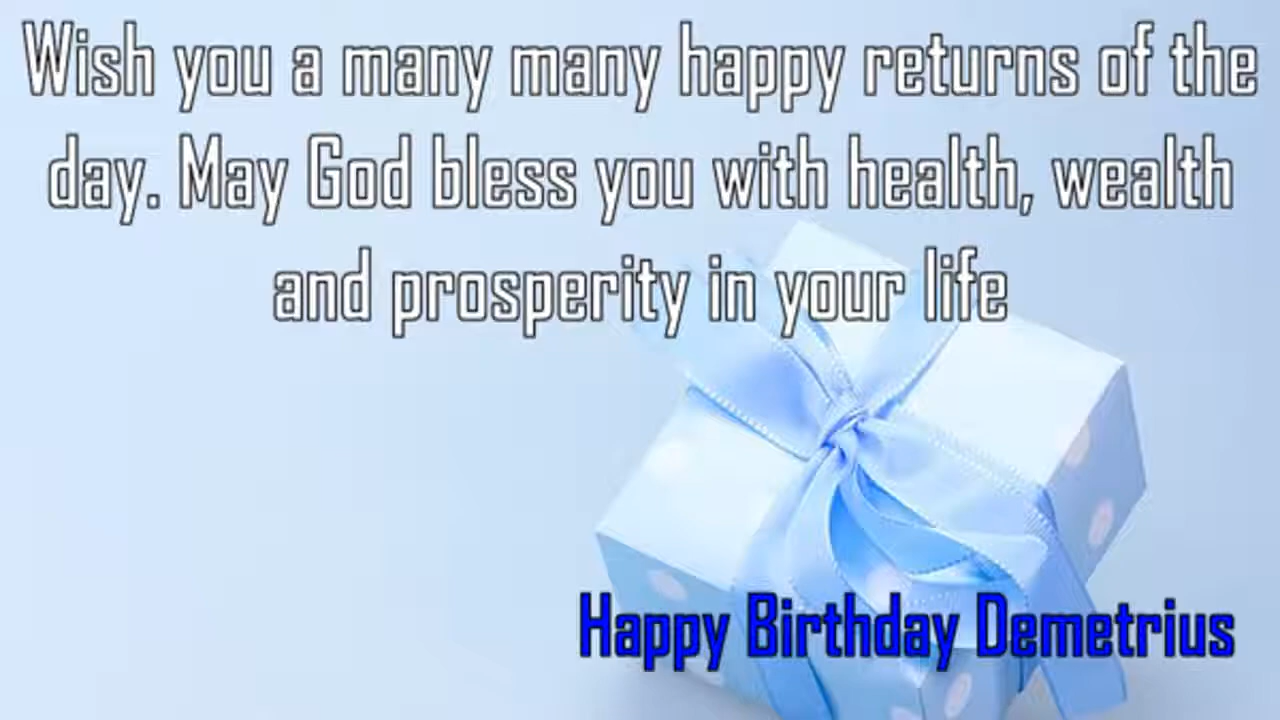 Wish you a many many happy returns of the
day. May God bless you with health, wealth
and prosperity in your life
Happy Birthday Demetrius